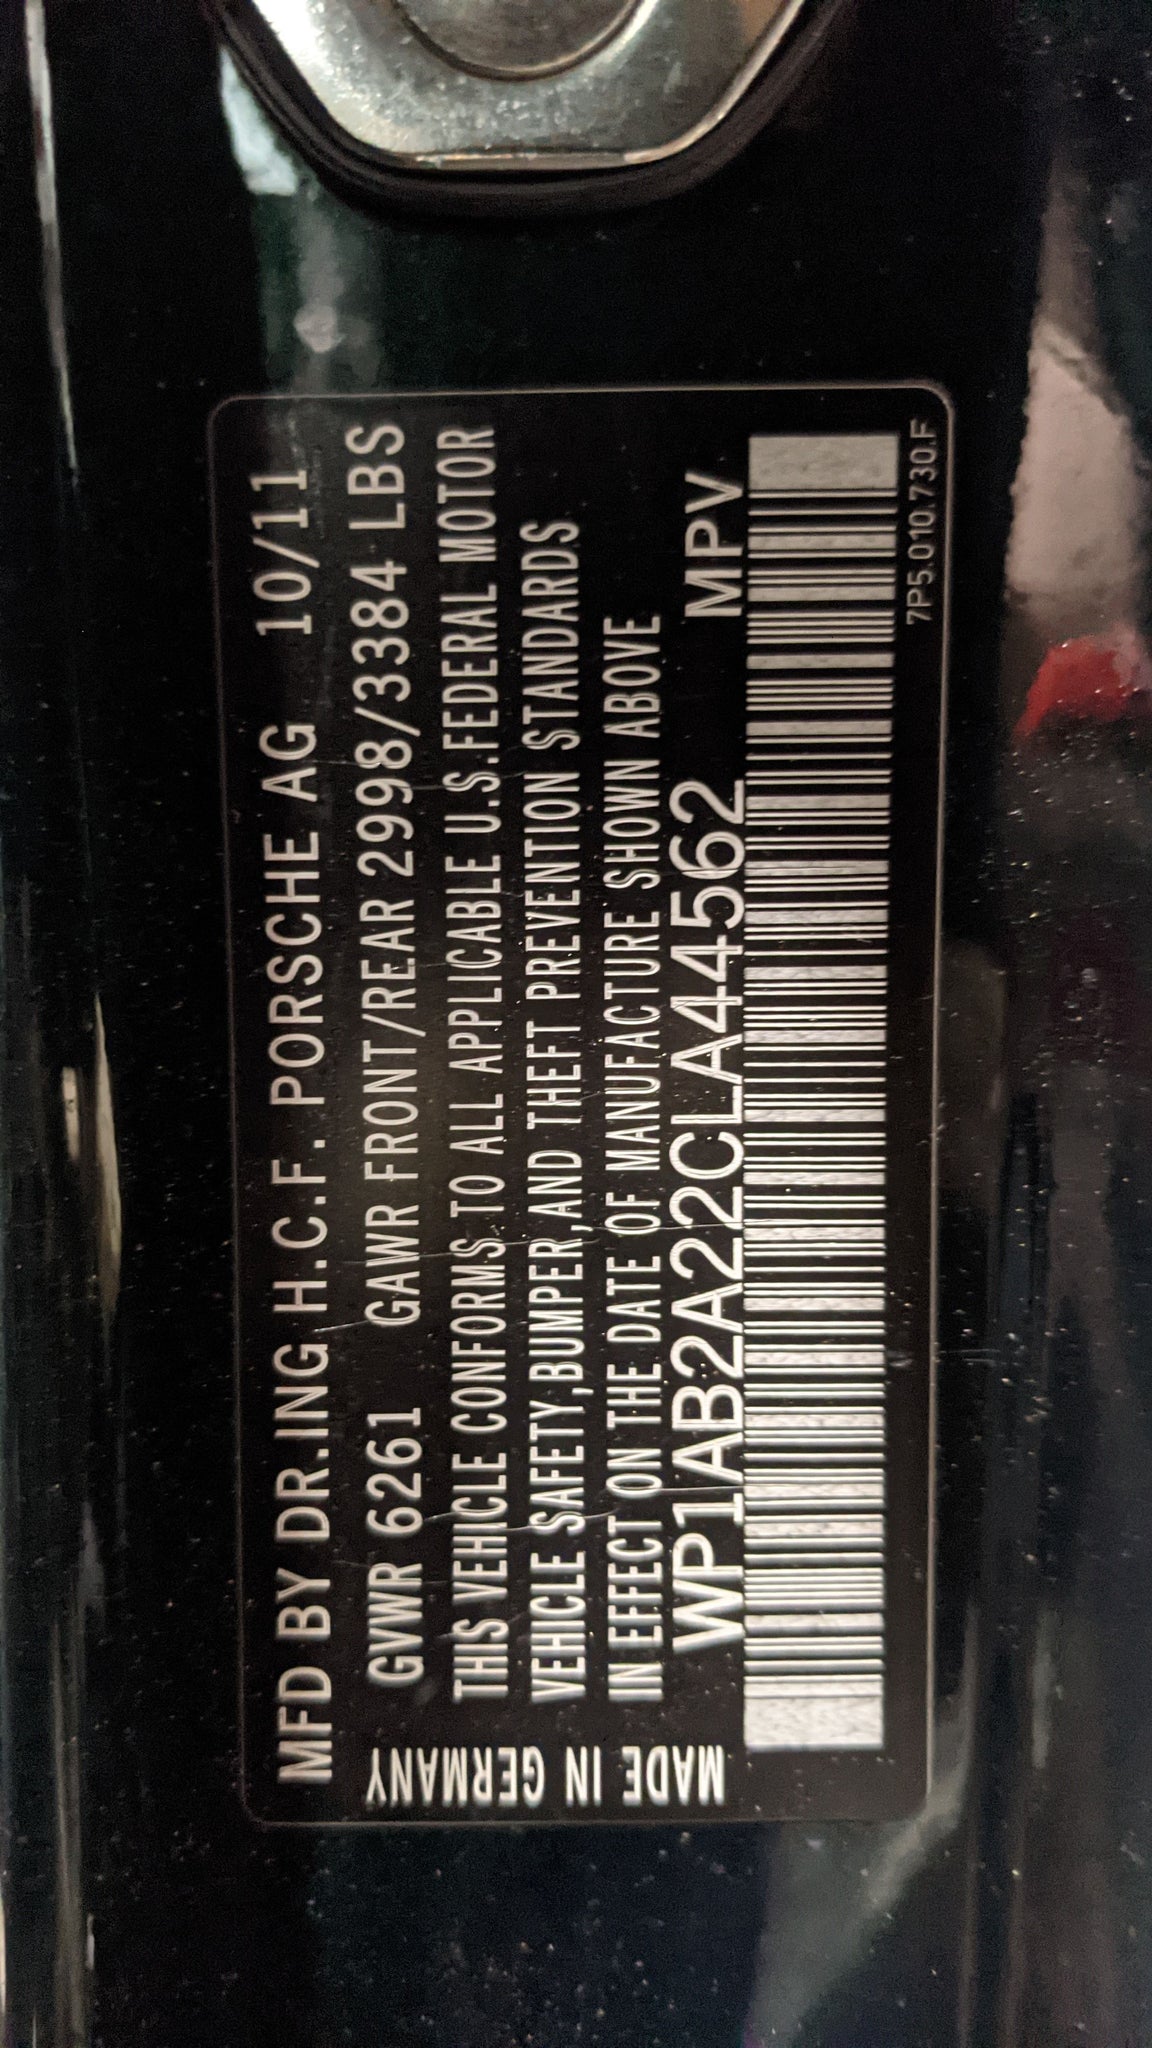 MFD BY DR.ING H.C.F. PORSCHE AG 10/11
GVWR 6261 GAWR FRONT/REAR 2998/3384 LBS
THIS VEHICLE CONFORMS TO ALL APPLICABLE U.S.FEDERAL MOTOR
VEHICLE SAFETY,BUMPER,AND THEFT PREVENTION STANDARDS
IN EFFECT ON THE DATE OF MANUFACTURE SHOWN ABOVE
WP1AB2A22CLA44562 MPV
7P5.010.730.F
MADE IN GERMANY